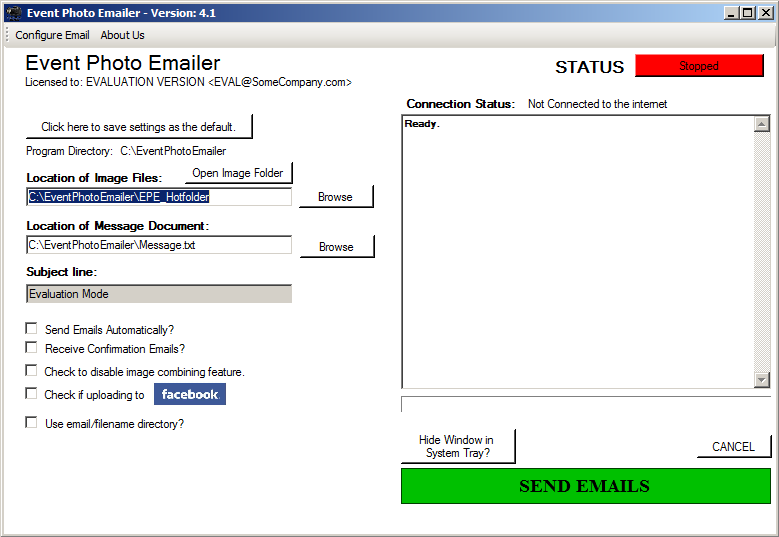 Event Photo Emailer - Version: 4.1
Configure Email About Us
Event Photo Emailer
Licensed to: EVALUATION VERSION <EVAL@SomeCompany.com>
STATUS
Stopped
Connection Status: Not Connected to the internet
Ready.
Click here to save settings as the default.
Program Directory: C:\EventPhotoEmailer
Location of Image Files:
Open Image Folder
C:\EventPhotoEmailer\EPE_Hotfolder
Browse
Location of Message Document:
C:\EventPhotoEmailer\Message.txt
Browse
Subject line:
Evaluation Mode
Send Emails Automatically?
Receive Confirmation Emails?
Check to disable image combining feature.
Check if uploading to facebook.
Use email/filename directory?
Hide Window in
System Tray?
CANCEL
SEND EMAILS